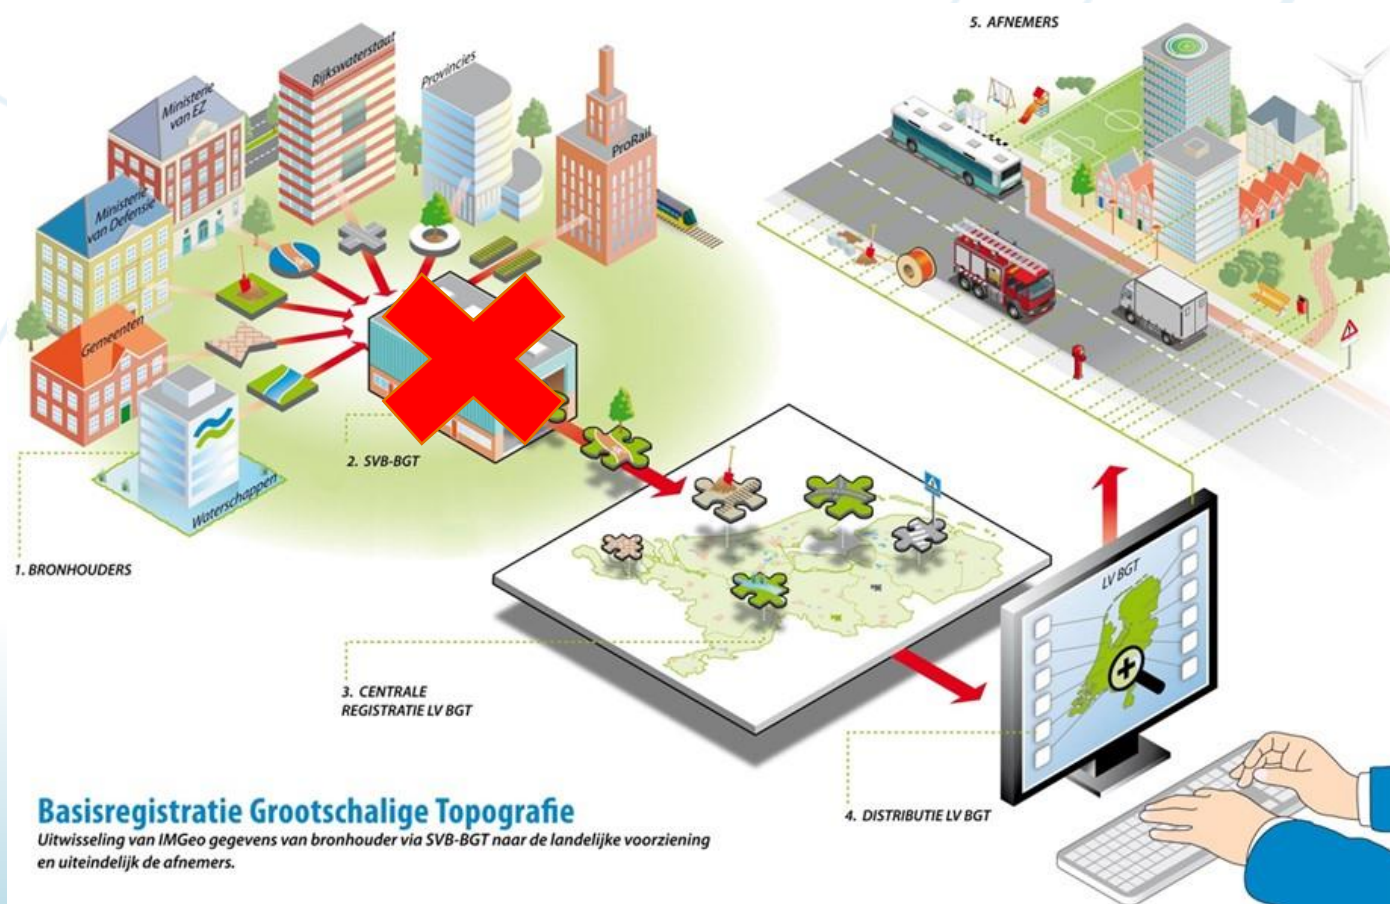 5. AFNEMERS
Rijkswaterstaat
Provincies
Ministerie
van EZ
ProRail
Ministerie
van Defensie
Gemeenten
Waterschappen
2. SVB-BGT
1. BRONHOUDERS
LV BGT
3. CENTRALE
REGISTRATIE LV BGT
4. DISTRIBUTIE LV BGT
Basisregistratie Grootschalige Topografie
Uitwisseling van IMGeo gegevens van bronhouder via SVB-BGT naar de landelijke voorziening
en uiteindelijk de afnemers.